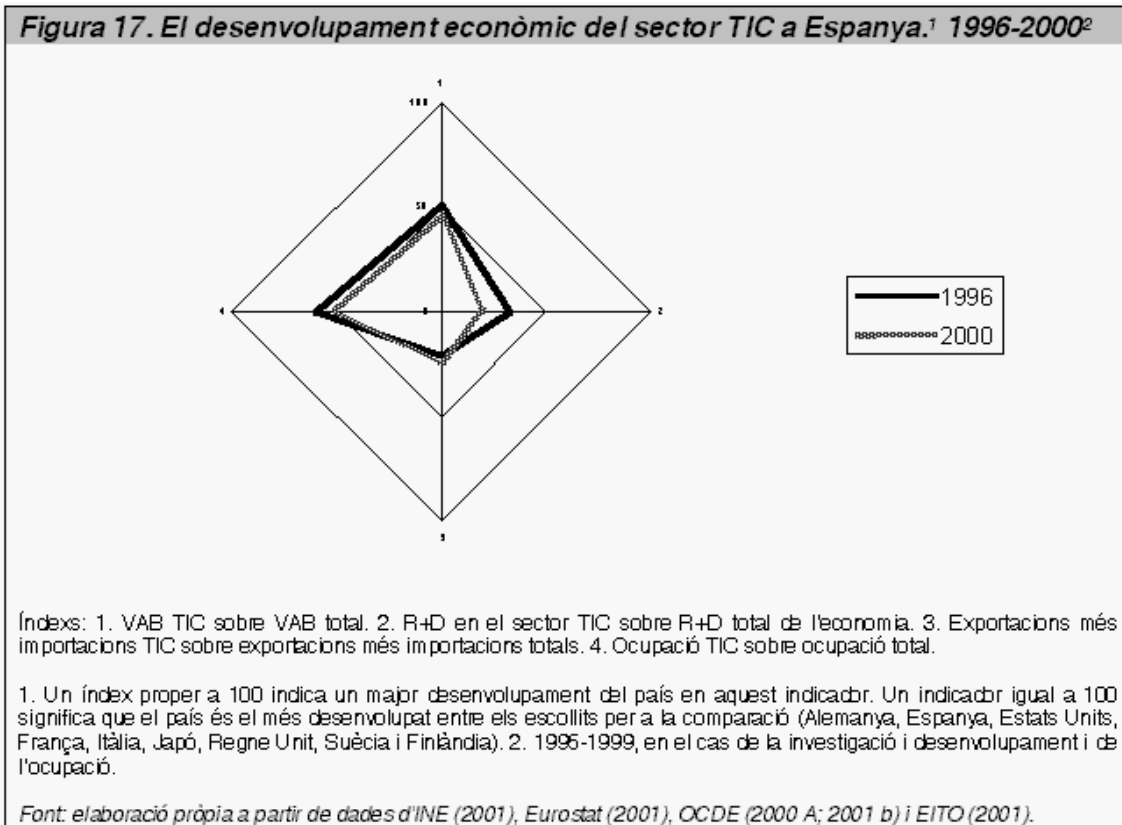 Figura 17. El desenvolupament econòmic del sector TIC a Espanya.¹ 1996-2000²
1
100
50
4
0
2
3
1996
2000
Índexs: 1. VAB TIC sobre VAB total. 2. R+D en el sector TIC sobre R+D total de l'economia. 3. Exportacions més
importacions TIC sobre exportacions més importacions totals. 4. Ocupació TIC sobre ocupació total.
1. Un índex proper a 100 indica un major desenvolupament del país en aquest indicador. Un indicador igual a 100
significa que el país és el més desenvolupat entre els escollits per a la comparació (Alemanya, Espanya, Estats Units,
França, Itàlia, Japó, Regne Unit, Suècia i Finlàndia). 2. 1995-1999, en el cas de la investigació i desenvolupament i de
l'ocupació.
Font: elaboració pròpia a partir de dades d'INE (2001), Eurostat (2001), OCDE (2000 A; 2001 b) i EITO (2001).